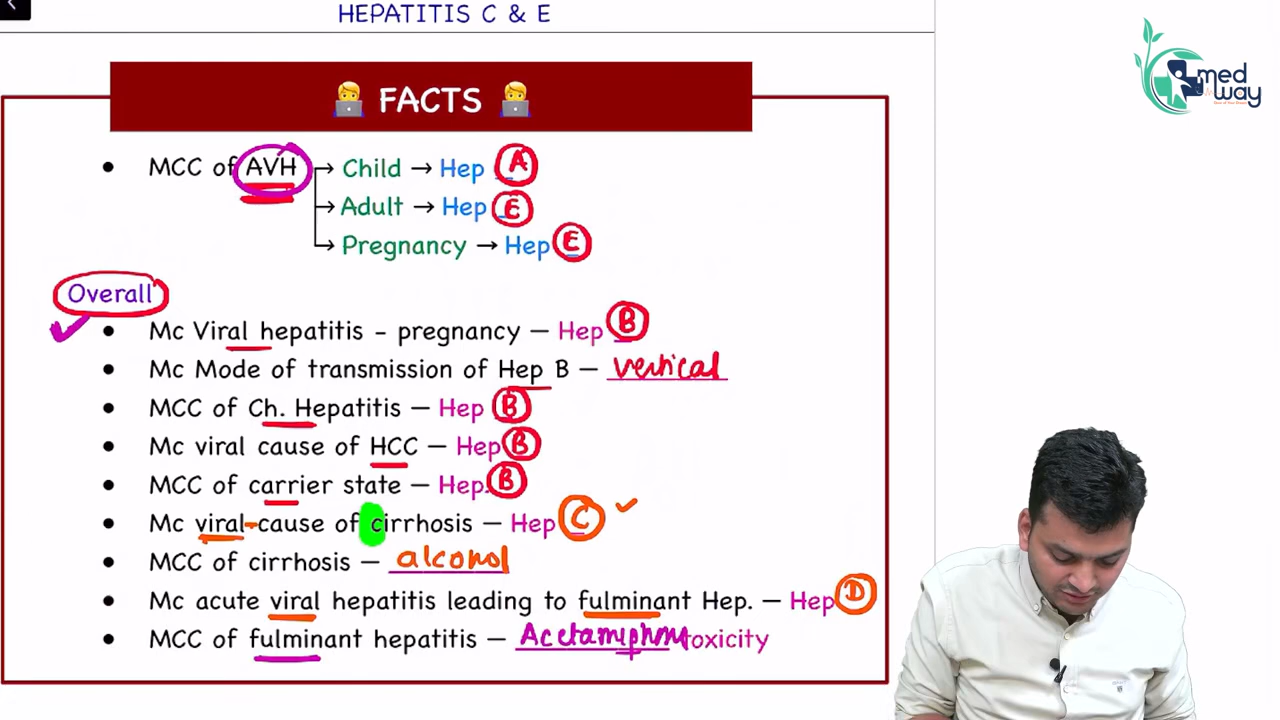 HEPATITIS C & E
med
way
FACTS
• MCC of AVH → Child → Hep A
→ Adult → Hep E
→ Pregnancy → Hep E
Overall
• Mc Viral hepatitis - pregnancy – Hep B
• Mc Mode of transmission of Hep B – vertical
• MCC of Ch. Hepatitis – Hep B
• Mc viral cause of HCC – Hep B
• MCC of carrier state – Hep B
• Mc viral-cause of cirrhosis – Hep C
• MCC of cirrhosis – alcohol
• Mc acute viral hepatitis leading to fulminant Hep. – Hep D
• MCC of fulminant hepatitis – toxicity